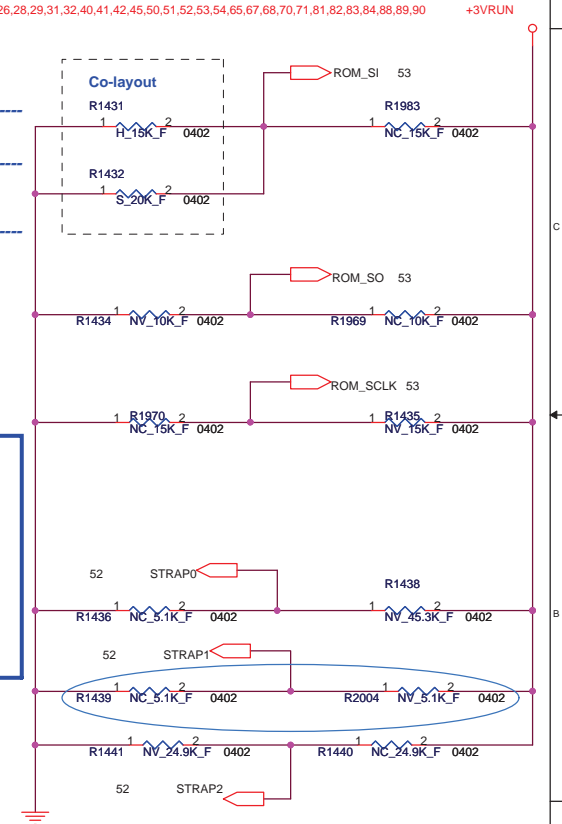 26,28,29,31,32,40,41,42,45,50,51,52,53,54,65,67,68,70,71,81,82,83,84,88,89,90 +3VRUN
ROM_SI 53
Co-layout
R1431 R1983
1 2 1 2
H_15K_F 0402 NC_15K_F 0402
C
R1432
1 2
S_20K_F 0402
ROM_SO 53
1 2 1 2
R1434 NV_10K_F 0402 R1969 NC_10K_F 0402
ROM_SCLK 53
1 R1970 2 1 R1435 2
NC_15K_F 0402 NV_15K_F 0402
52 STRAP0
R1438
1 2 1 2
R1436 NC_5.1K_F 0402 NV_45.3K_F 0402
B
52 STRAP1
1 2 1 2
R1439 NC_5.1K_F 0402 R2004 NV_5.1K_F 0402
1 2 1 2
R1441 NV_24.9K_F 0402 R1440 NC_24.9K_F 0402
52 STRAP2